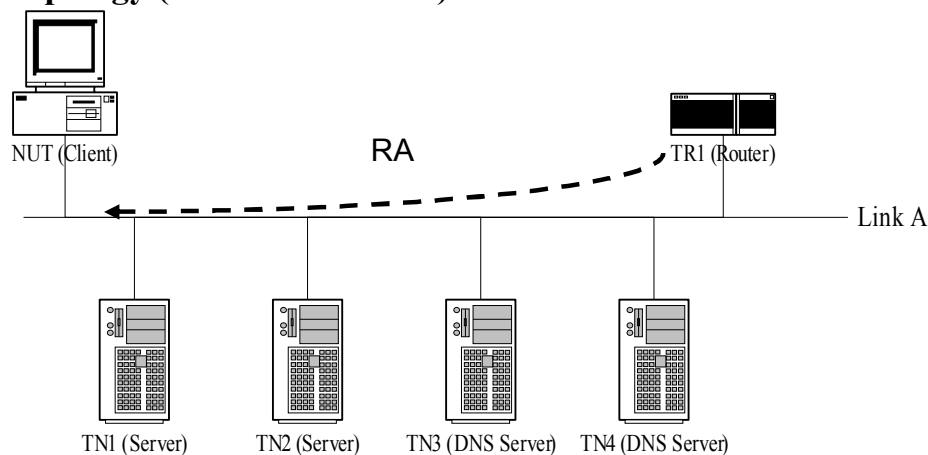 NUT (Client)
RA
TR1 (Router)
Link A
TN1 (Server)
TN2 (Server)
TN3 (DNS Server)
TN4 (DNS Server)